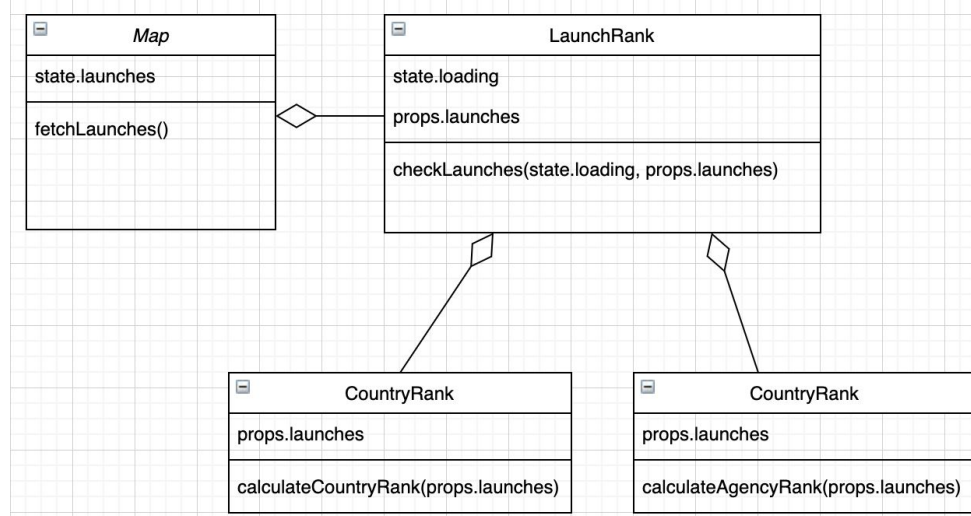 Map
state.launches
fetchLaunches()
LaunchRank
state.loading
props.launches
checkLaunches(state.loading, props.launches)
CountryRank
props.launches
calculateCountryRank(props.launches)
CountryRank
props.launches
calculateAgencyRank(props.launches)